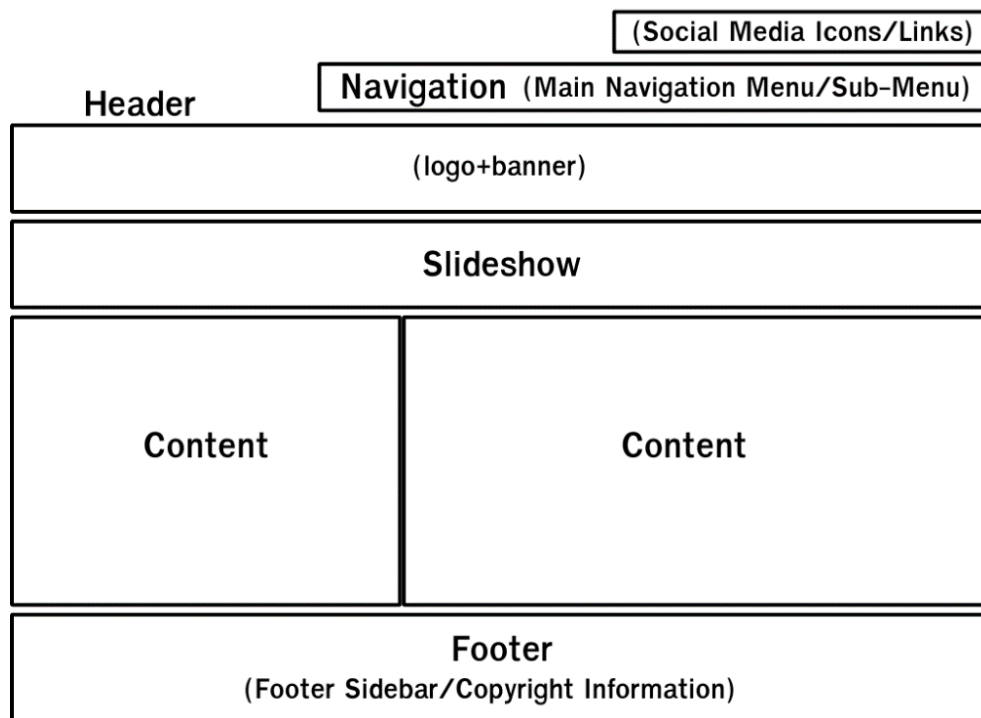 (Social Media Icons/Links)
Navigation (Main Navigation Menu/Sub-Menu)
Header
(logo+banner)
Slideshow
Content
Content
Footer
(Footer Sidebar/Copyright Information)